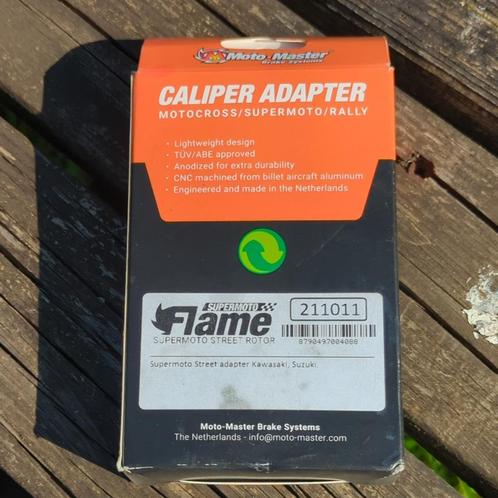 Moto-Master
Brake Systems
CALIPER ADAPTER
MOTOCROSS/SUPERMOTO/RALLY
• Lightweight design
• TÜV/ABE approved
• Anodized for extra durability
• CNC machined from billet aircraft aluminum
• Engineered and made in the Netherlands
SUPERMOTO
Flame
SUPERMOTO STREET ROTOR
211011
8790497004088
Supermoto Street adapter Kawasaki, Suzuki.
Moto-Master Brake Systems
The Netherlands - info@moto-master.com